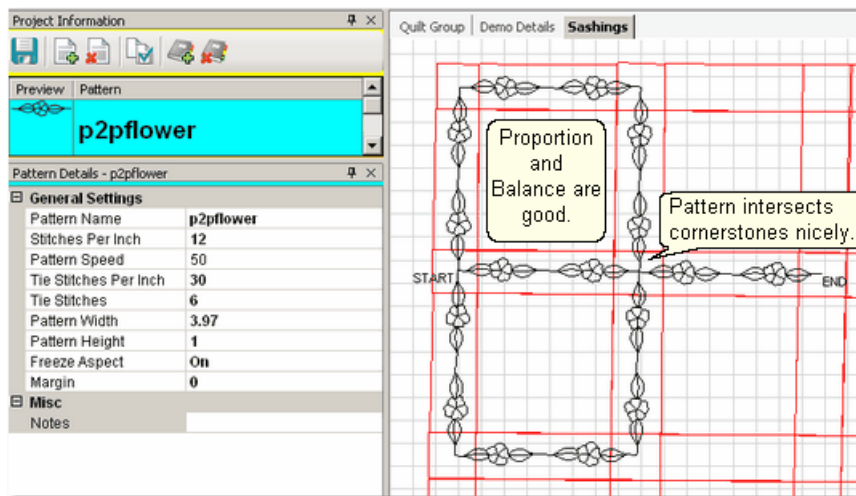 Project Information
Preview Pattern
p2pflower
Pattern Details - p2pflower
General Settings
Pattern Name p2pflower
Stitches Per Inch 12
Pattern Speed 50
Tie Stitches Per Inch 30
Tie Stitches 6
Pattern Width 3.97
Pattern Height 1
Freeze Aspect On
Margin 0
Misc
Notes
Quilt Group Demo Details Sashings
Proportion
and
Balance are
good.
Pattern intersects
cornerstones nicely.
START
END